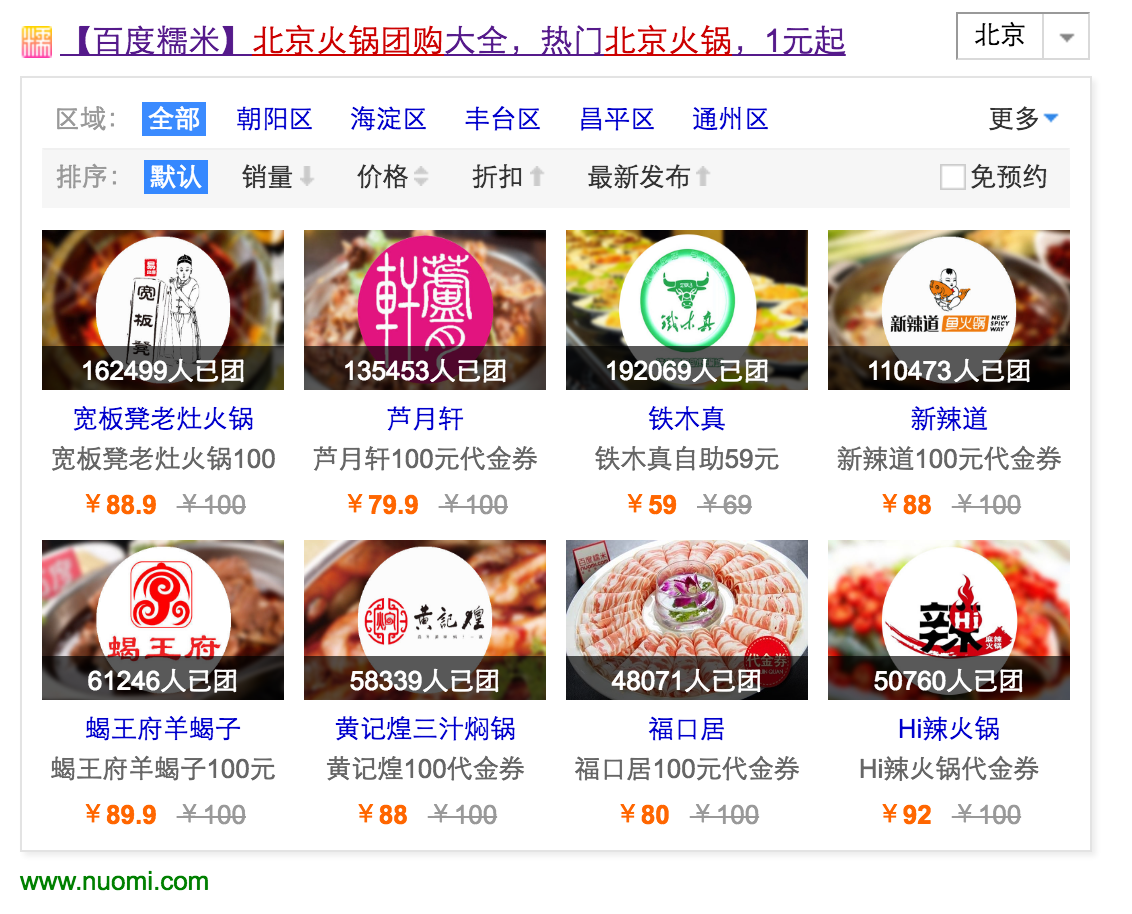 糯 【百度糯米】北京火锅团购大全，热门北京火锅，1元起 北京
区域： 全部 朝阳区 海淀区 丰台区 昌平区 通州区 更多
排序： 默认 销量 价格 折扣 最新发布 免预约
宽板凳 蘆月軒 铁木真 新辣道 鱼火锅 NEW SPICY WAY
162499人已团 135453人已团 192069人已团 110473人已团
宽板凳老灶火锅 芦月轩 铁木真 新辣道
宽板凳老灶火锅100 芦月轩100元代金券 铁木真自助59元 新辣道100元代金券
￥88.9 ￥100 ￥79.9 ￥100 ￥59 ￥69 ￥88 ￥100
蝎王府 黄記煌 百度糯米 代金券 Hi辣 麻辣火锅
61246人已团 58339人已团 48071人已团 50760人已团
蝎王府羊蝎子 黄记煌三汁焖锅 福口居 Hi辣火锅
蝎王府羊蝎子100元 黄记煌100代金券 福口居100元代金券 Hi辣火锅代金券
￥89.9 ￥100 ￥88 ￥100 ￥80 ￥100 ￥92 ￥100
www.nuomi.com